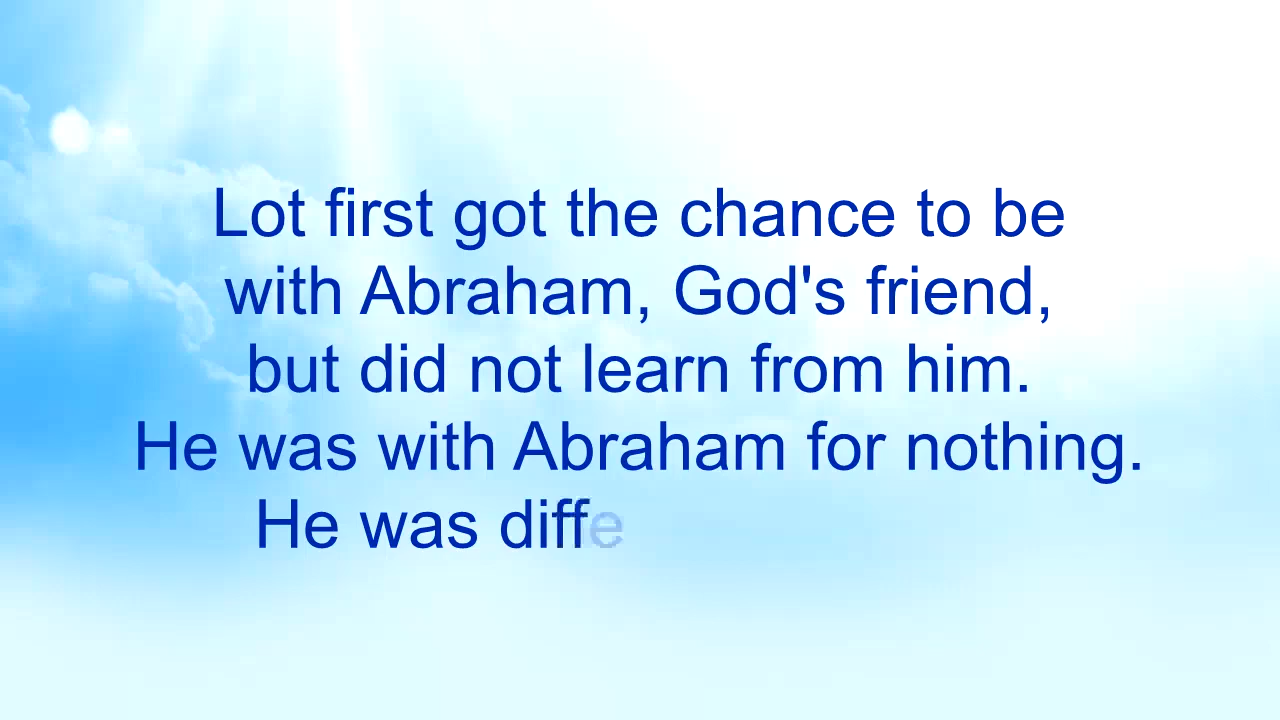 Lot first got the chance to be
with Abraham, God's friend,
but did not learn from him.
He was with Abraham for nothing.
He was diffe